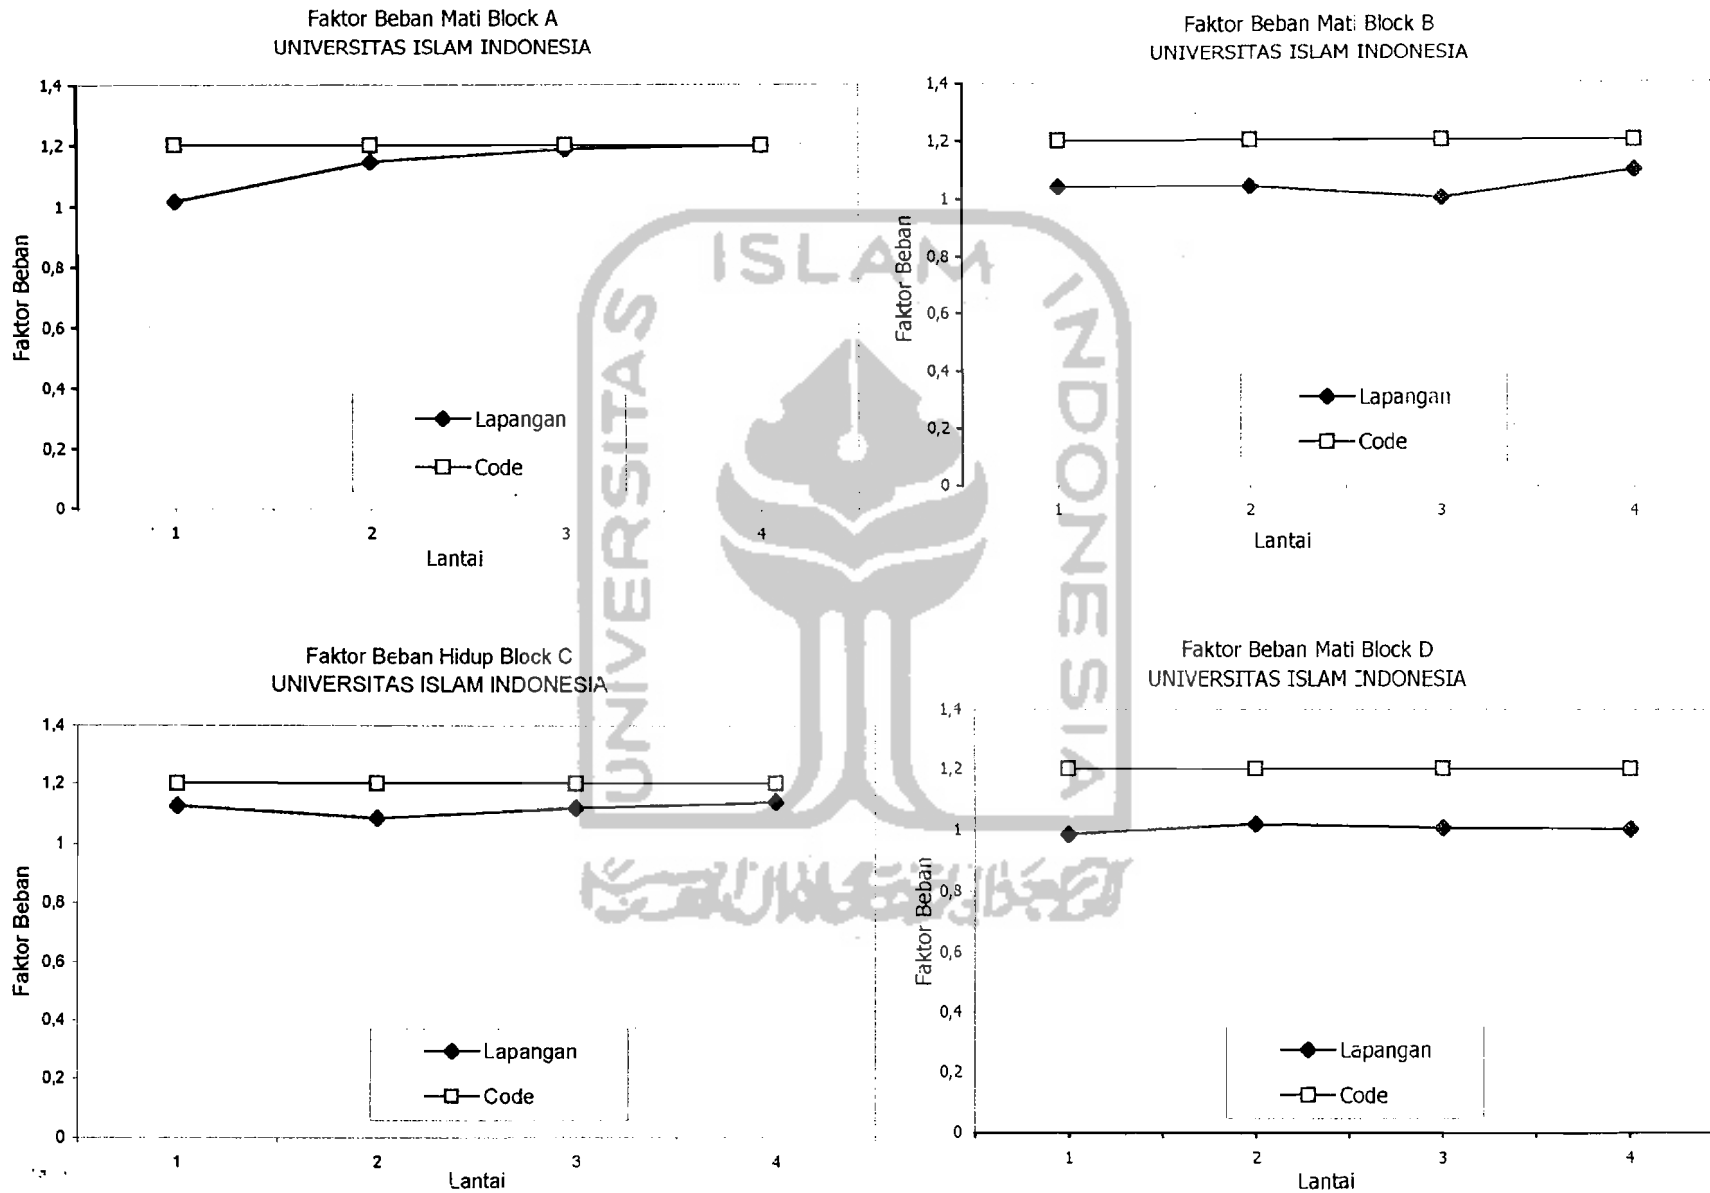 Faktor Beban Mati Block A
UNIVERSITAS ISLAM INDONESIA
1,4
1,2
1
0,8
0,6
0,4
0,2
0
Faktor Beban
Lapangan
Code
1
2
3
4
Lantai
Faktor Beban Mati Block B
UNIVERSITAS ISLAM INDONESIA
1,4
1,2
1
0,8
0,6
0,4
0,2
0
Faktor Beban
Lapangan
Code
1
2
3
4
Lantai
Faktor Beban Hidup Block C
UNIVERSITAS ISLAM INDONESIA
1,4
1,2
1
0,8
0,6
0,4
0,2
0
Faktor Beban
Lapangan
Code
1
2
3
4
Lantai
Faktor Beban Mati Block D
UNIVERSITAS ISLAM INDONESIA
1,4
1,2
1
0,8
0,6
0,4
0,2
0
Faktor Beban
Lapangan
Code
1
2
3
4
Lantai
UNIVERSITAS
ISLAM
INDONESIA